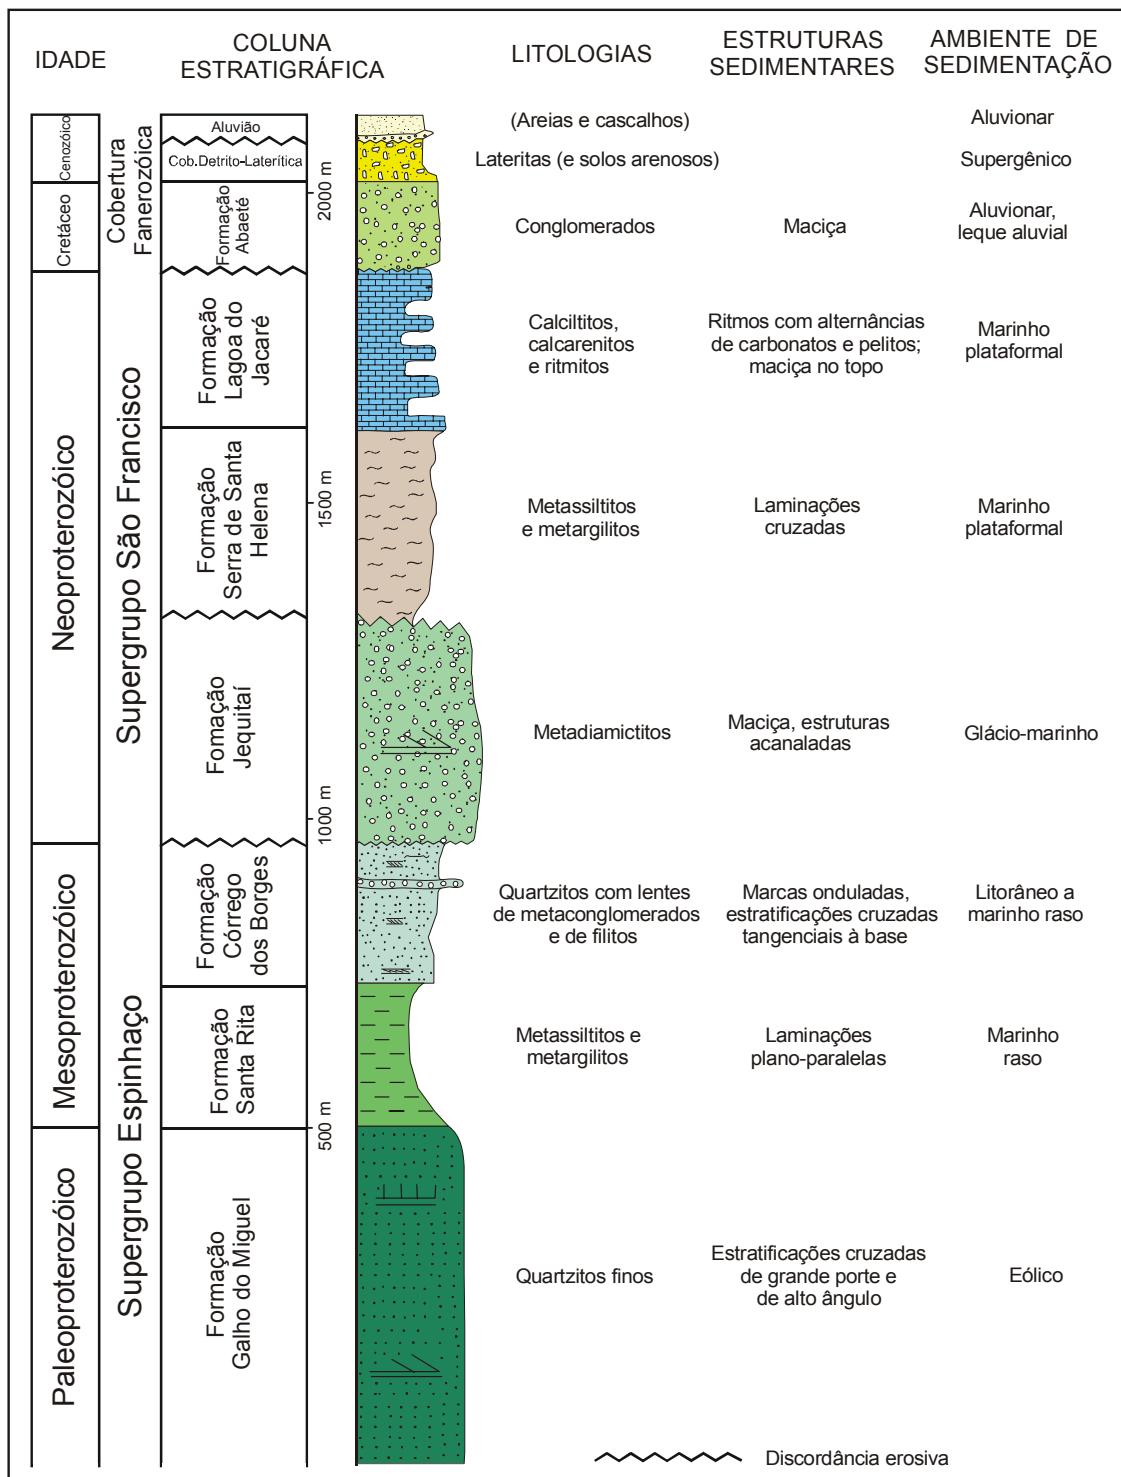 IDADE
COLUNA
ESTRATIGRÁFICA
LITOLOGIAS
ESTRUTURAS
SEDIMENTARES
AMBIENTE DE
SEDIMENTAÇÃO
Cenozóico
Cobertura
Fanerozóica
Aluvião
(Areias e cascalhos)
Aluvionar
Cob.Detrito-Laterítica
Lateritas (e solos arenosos)
Supergênico
2000 m
Cretáceo
Formação
Abaeté
Conglomerados
Maciça
Aluvionar,
leque aluvial
Neoproterozóico
Supergrupo São Francisco
Formação
Lagoa do
Jacaré
Calciltitos,
calcarenitos
e ritmitos
Ritmos com alternâncias
de carbonatos e pelitos;
maciça no topo
Marinho
plataformal
Formação
Serra de Santa
Helena
1500 m
Metassiltitos
e metargilitos
Laminações
cruzadas
Marinho
plataformal
Fomação
Jequitaí
Metadiamictitos
Maciça, estruturas
acanaladas
Glácio-marinho
1000 m
Mesoproterozóico
Supergrupo Espinhaço
Formação
Córrego
dos Borges
Quartzitos com lentes
de metaconglomerados
e de filitos
Marcas onduladas,
estratificações cruzadas
tangenciais à base
Litorâneo a
marinho raso
Formação
Santa Rita
Metassiltitos e
metargilitos
Laminações
plano-paralelas
Marinho
raso
500 m
Paleoproterozóico
Formação
Galho do Miguel
Quartzitos finos
Estratificações cruzadas
de grande porte e
de alto ângulo
Eólico
Discordância erosiva